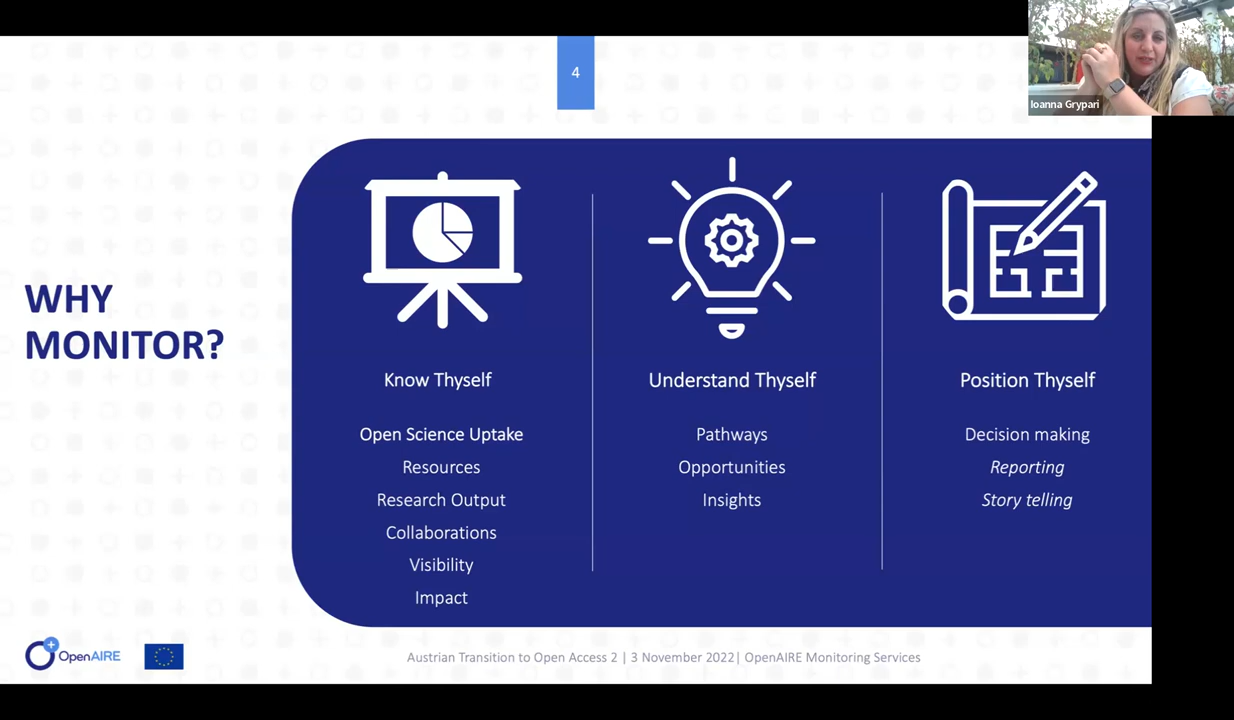 4
Ioanna Grypari
WHY
MONITOR?
Know Thyself
Open Science Uptake
Resources
Research Output
Collaborations
Visibility
Impact
Understand Thyself
Pathways
Opportunities
Insights
Position Thyself
Decision making
Reporting
Story telling
OpenAIRE
Austrian Transition to Open Access 2 | 3 November 2022| OpenAIRE Monitoring Services